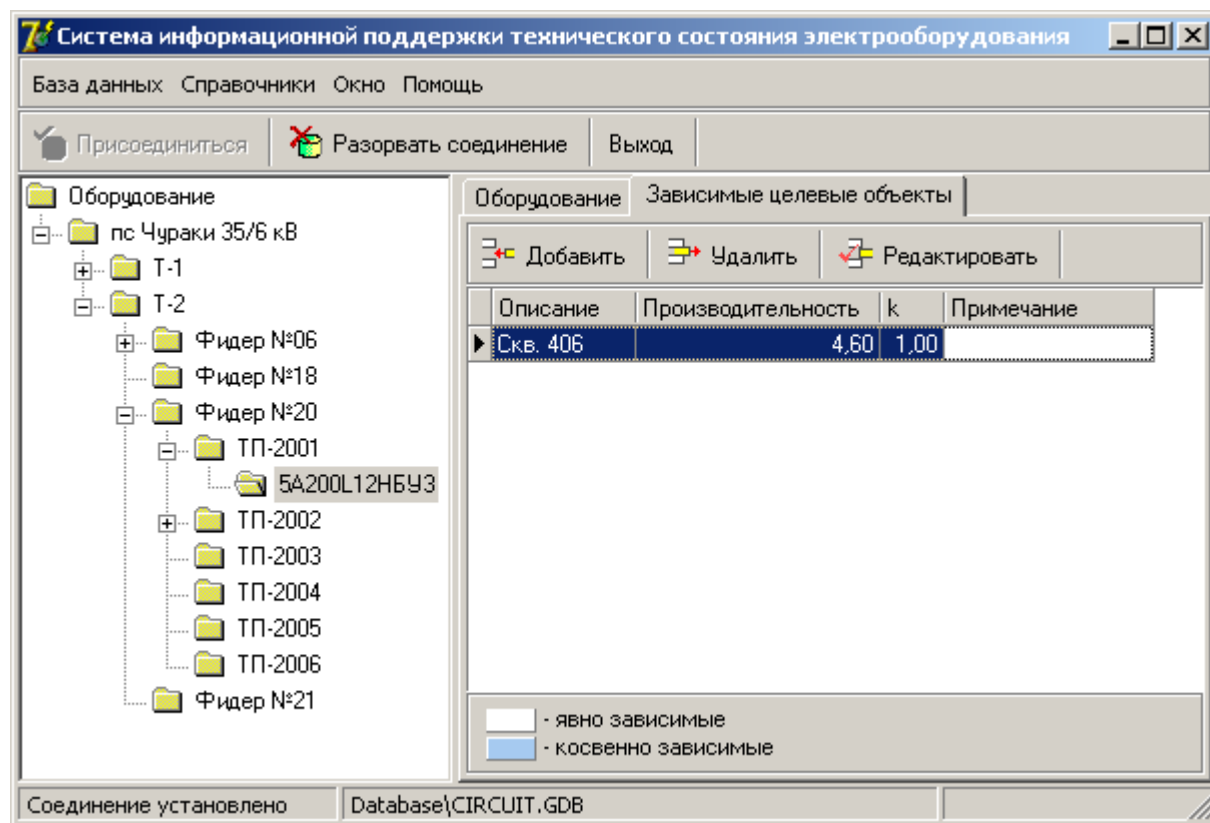 Система информационной поддержки технического состояния электрооборудования
База данных Справочники Окно Помощь
Присоединиться Разорвать соединение Выход
Оборудование
пс Чураки 35/6 кВ
Т-1
Т-2
Фидер №06
Фидер №18
Фидер №20
ТП-2001
5А200L12НБУЗ
ТП-2002
ТП-2003
ТП-2004
ТП-2005
ТП-2006
Фидер №21
Оборудование Зависимые целевые объекты
Добавить Удалить Редактировать
Описание Производительность k Примечание
Скв. 406 4,60 1,00
- явно зависимые
- косвенно зависимые
Соединение установлено Database\CIRCUIT.GDB